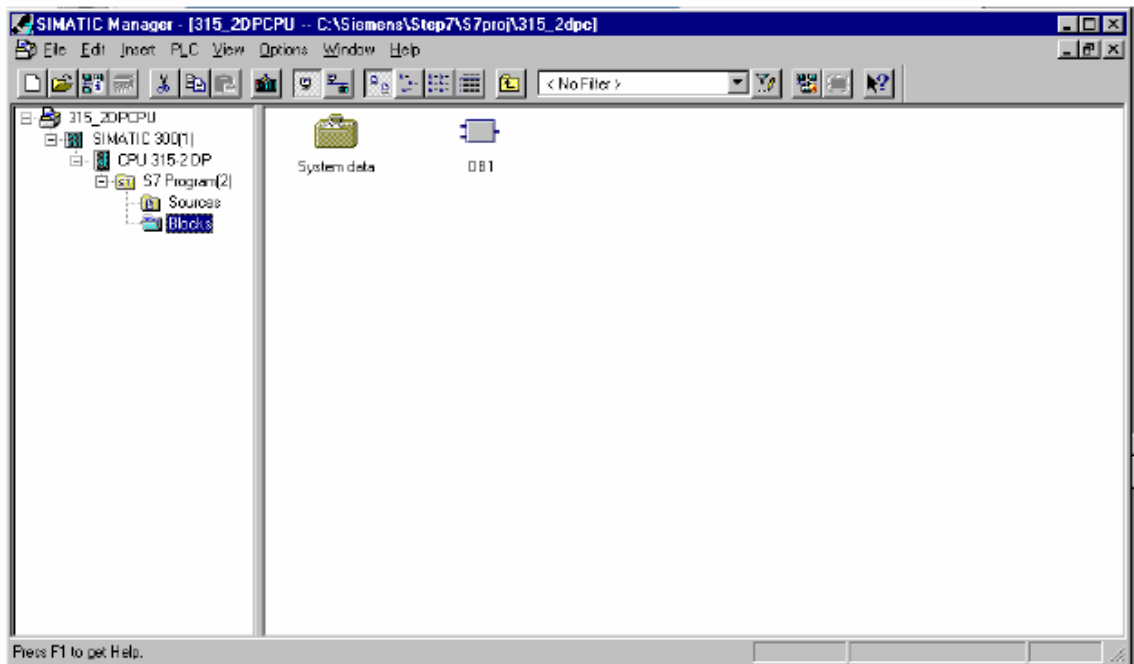 SIMATIC Manager - [315_2DPCPU -- C:\Siemens\Step7\S7proj\315_2dpc]
File Edit Insert PLC View Options Window Help
< No Filter >
315_2DPCPU
SIMATIC 300(1)
CPU 315-2 DP
S7 Program(2)
Sources
Blocks
System data
OB1
Press F1 to get Help.